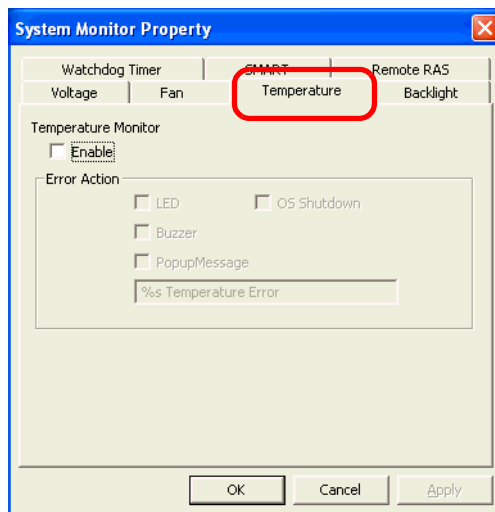 System Monitor Property
Watchdog Timer SMART Remote RAS
Voltage Fan Temperature Backlight
Temperature Monitor
Enable
Error Action
LED OS Shutdown
Buzzer
PopupMessage
%s Temperature Error
OK Cancel Apply